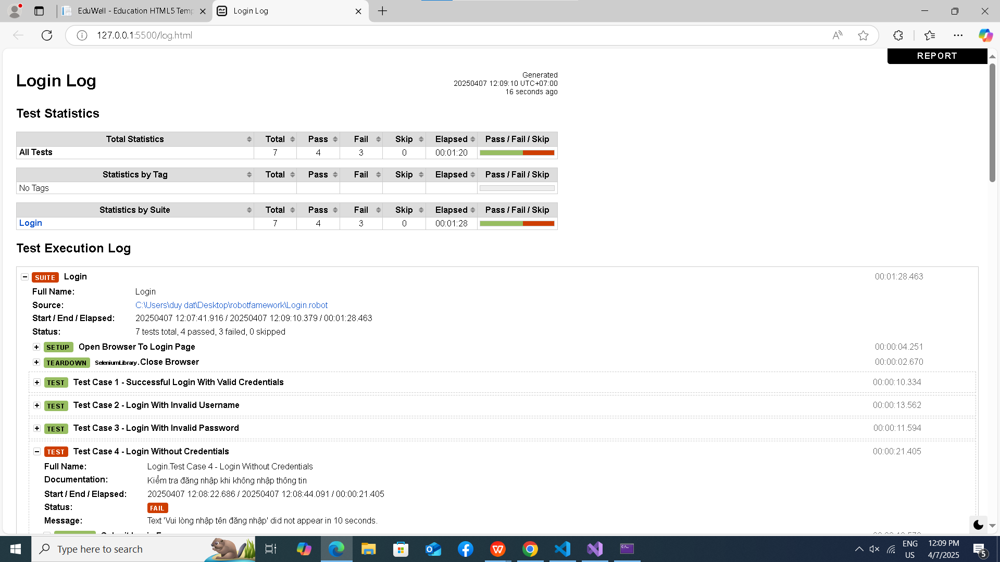 EduWell - Education HTML5 Temp
Login Log
127.0.0.1:5500/log.html
REPORT
Login Log
Generated
20250407 12:09:10 UTC+07:00
16 seconds ago
Test Statistics
Total Statistics Total Pass Fail Skip Elapsed Pass / Fail / Skip
All Tests 7 4 3 0 00:01:20
Statistics by Tag Total Pass Fail Skip Elapsed Pass / Fail / Skip
No Tags
Statistics by Suite Total Pass Fail Skip Elapsed Pass / Fail / Skip
Login 7 4 3 0 00:01:28
Test Execution Log
SUITE Login 00:01:28.463
Full Name: Login
Source: C:\Users\duy dat\Desktop\robotfamework\Login.robot
Start / End / Elapsed: 20250407 12:07:41.916 / 20250407 12:09:10.379 / 00:01:28.463
Status: 7 tests total, 4 passed, 3 failed, 0 skipped
SETUP Open Browser To Login Page 00:00:04.251
TEARDOWN SeleniumLibrary.Close Browser 00:00:02.670
TEST Test Case 1 - Successful Login With Valid Credentials 00:00:10.334
TEST Test Case 2 - Login With Invalid Username 00:00:13.562
TEST Test Case 3 - Login With Invalid Password 00:00:11.594
TEST Test Case 4 - Login Without Credentials 00:00:21.405
Full Name: Login.Test Case 4 - Login Without Credentials
Documentation: Kiểm tra đăng nhập khi không nhập thông tin
Start / End / Elapsed: 20250407 12:08:22.686 / 20250407 12:08:44.091 / 00:00:21.405
Status: FAIL
Message: Text 'Vui lòng nhập tên đăng nhập' did not appear in 10 seconds.
Type here to search
ENG
US
12:09 PM
4/7/2025
5